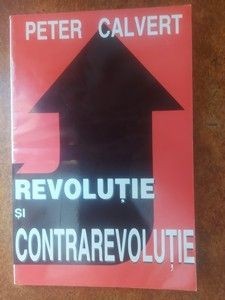 PETER CALVERT
REVOLUȚIE
ȘI
CONTRAREVOLUȚIE